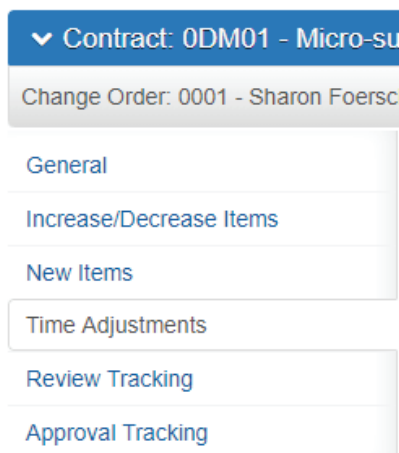 Contract: 0DM01 - Micro-su
Change Order: 0001 - Sharon Foersc
General
Increase/Decrease Items
New Items
Time Adjustments
Review Tracking
Approval Tracking